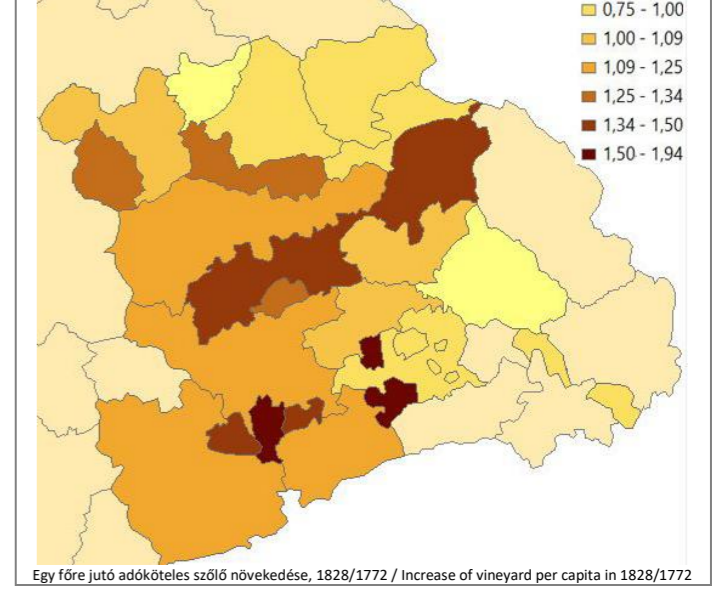 0,75 - 1,00
1,00 - 1,09
1,09 - 1,25
1,25 - 1,34
1,34 - 1,50
1,50 - 1,94
Egy főre jutó adóköteles szőlő növekedése, 1828/1772 / Increase of vineyard per capita in 1828/1772